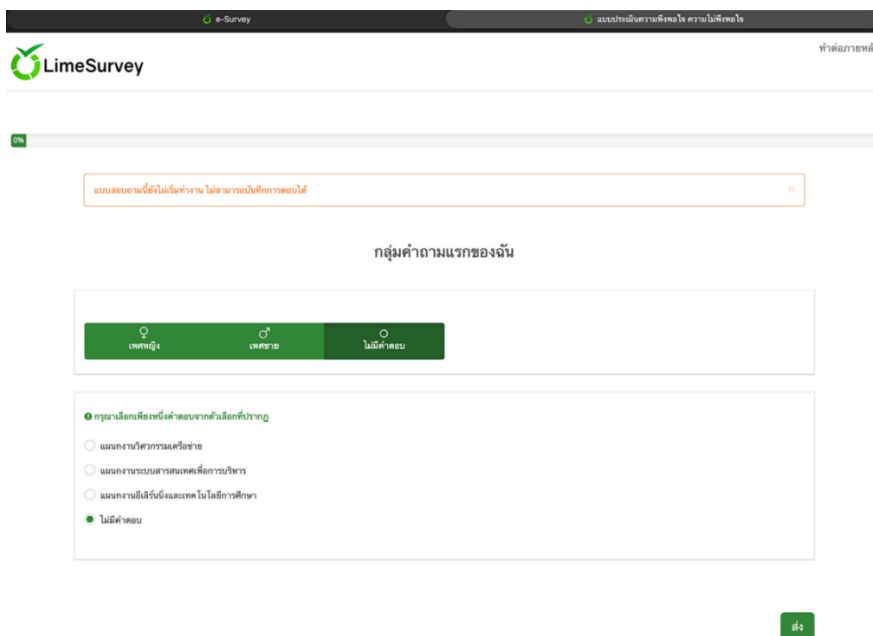 e-Survey
แบบประเมินความพึงพอใจ ความไม่พึงพอใจ
LimeSurvey
ทำต่อภายหลั
0%
แบบสอบถามนี้ยังไม่เริ่มทำงาน ไม่สามารถบันทึกการตอบได้
กลุ่มคำถามแรกของฉัน
เพศหญิง
เพศชาย
ไม่มีคำตอบ
กรุณาเลือกเพียงหนึ่งคำตอบจากตัวเลือกที่ปรากฏ
แผนกงานวิศวกรรมเครือข่าย
แผนกงานระบบสารสนเทศเพื่อการบริหาร
แผนกงานอีเลิร์นนิ่งและเทคโนโลยีการศึกษา
ไม่มีคำตอบ
ส่ง